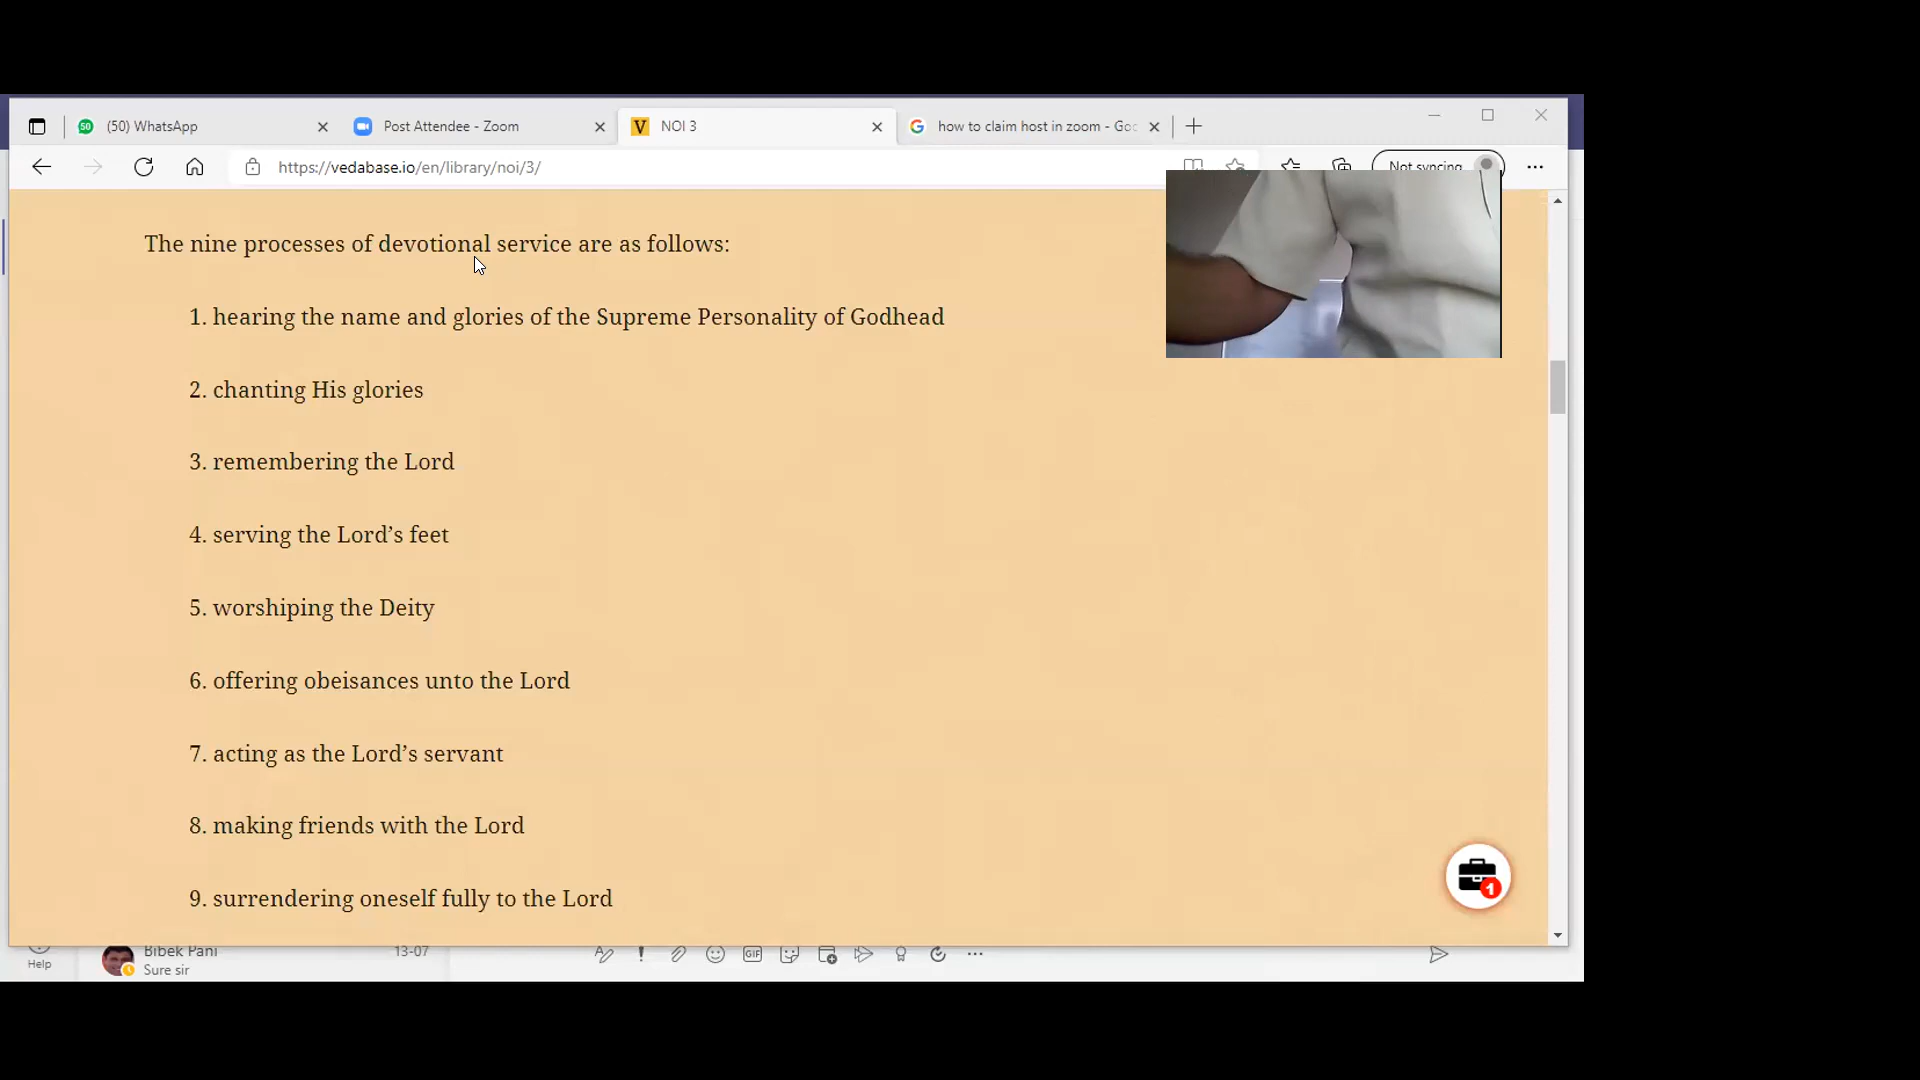 (50) WhatsApp
Post Attendee - Zoom
NOI 3
how to claim host in zoom - Goo
https://vedabase.io/en/library/noi/3/
Not syncing
The nine processes of devotional service are as follows:
1. hearing the name and glories of the Supreme Personality of Godhead
2. chanting His glories
3. remembering the Lord
4. serving the Lord’s feet
5. worshiping the Deity
6. offering obeisances unto the Lord
7. acting as the Lord’s servant
8. making friends with the Lord
9. surrendering oneself fully to the Lord
1
Bibek Pani
13-07
Help
Sure sir
GIF